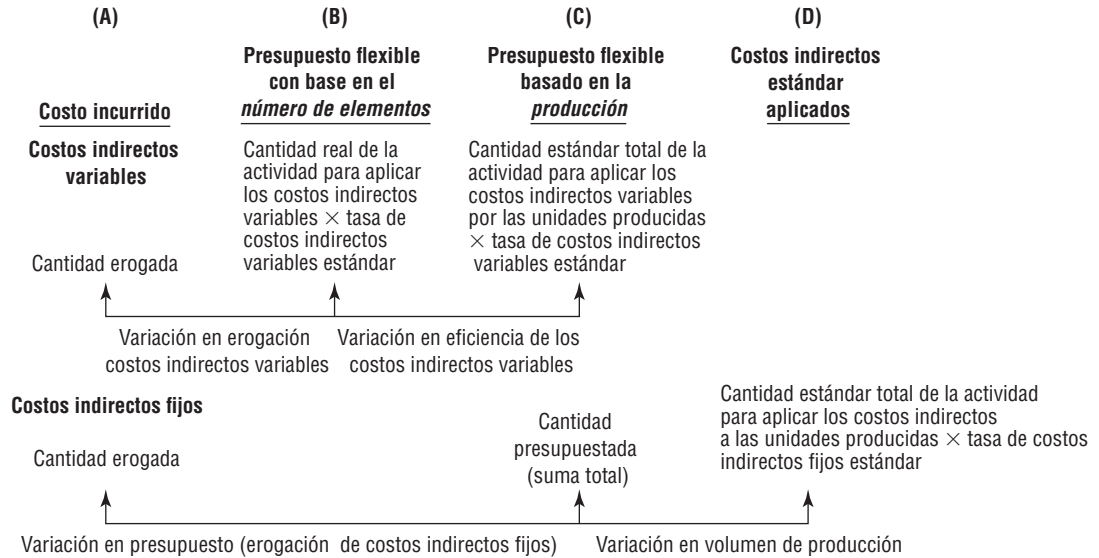 (A)
(B)
(C)
(D)
Costo incurrido
Presupuesto flexible
con base en el
número de elementos
Presupuesto flexible
basado en la
producción
Costos indirectos
estándar
aplicados
Costos indirectos
variables
Cantidad erogada
Cantidad real de la
actividad para aplicar
los costos indirectos
variables × tasa de
costos indirectos
variables estándar
Cantidad estándar total de la
actividad para aplicar los
costos indirectos variables
por las unidades producidas
× tasa de costos indirectos
variables estándar
Variación en erogación
costos indirectos variables
Variación en eficiencia de los
costos indirectos variables
Costos indirectos fijos
Cantidad erogada
Cantidad
presupuestada
(suma total)
Cantidad estándar total de la actividad
para aplicar los costos indirectos
a las unidades producidas × tasa de costos
indirectos fijos estándar
Variación en presupuesto (erogación de costos indirectos fijos)
Variación en volumen de producción